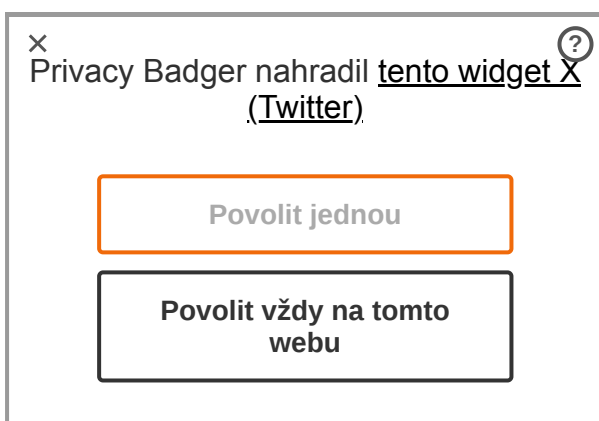 ×
?
Privacy Badger nahradil tento widget X
(Twitter)
Povolit jednou
Povolit vždy na tomto
webu